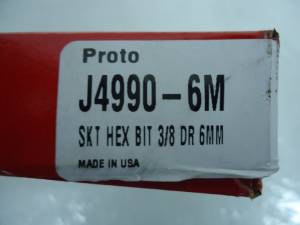 Proto
J4990-6M
SKT HEX BIT 3/8 DR 6MM
MADE IN USA